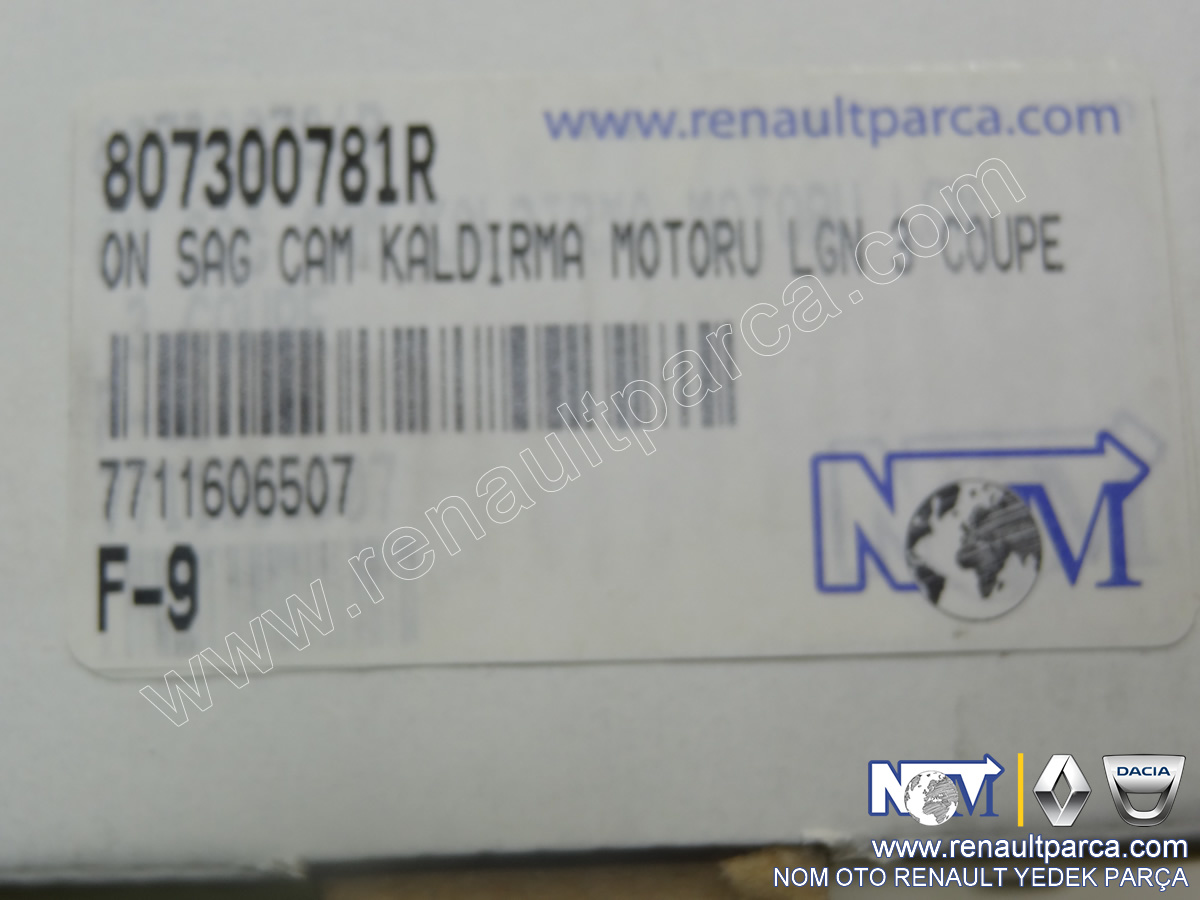 www.renaultparca.com
807300781R
ON SAG CAM KALDIRMA MOTORU LGN 3 COUPE
7711606507
F-9
NOM
www.renaultparca.com
NOM
DACIA
www.renaultparca.com
NOM OTO RENAULT YEDEK PARÇA